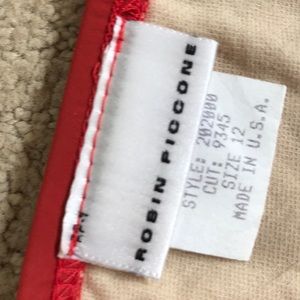 ROBIN PICCONE
STYLE: 202000
CUT: 9345
SIZE 12
MADE IN U.S.A.